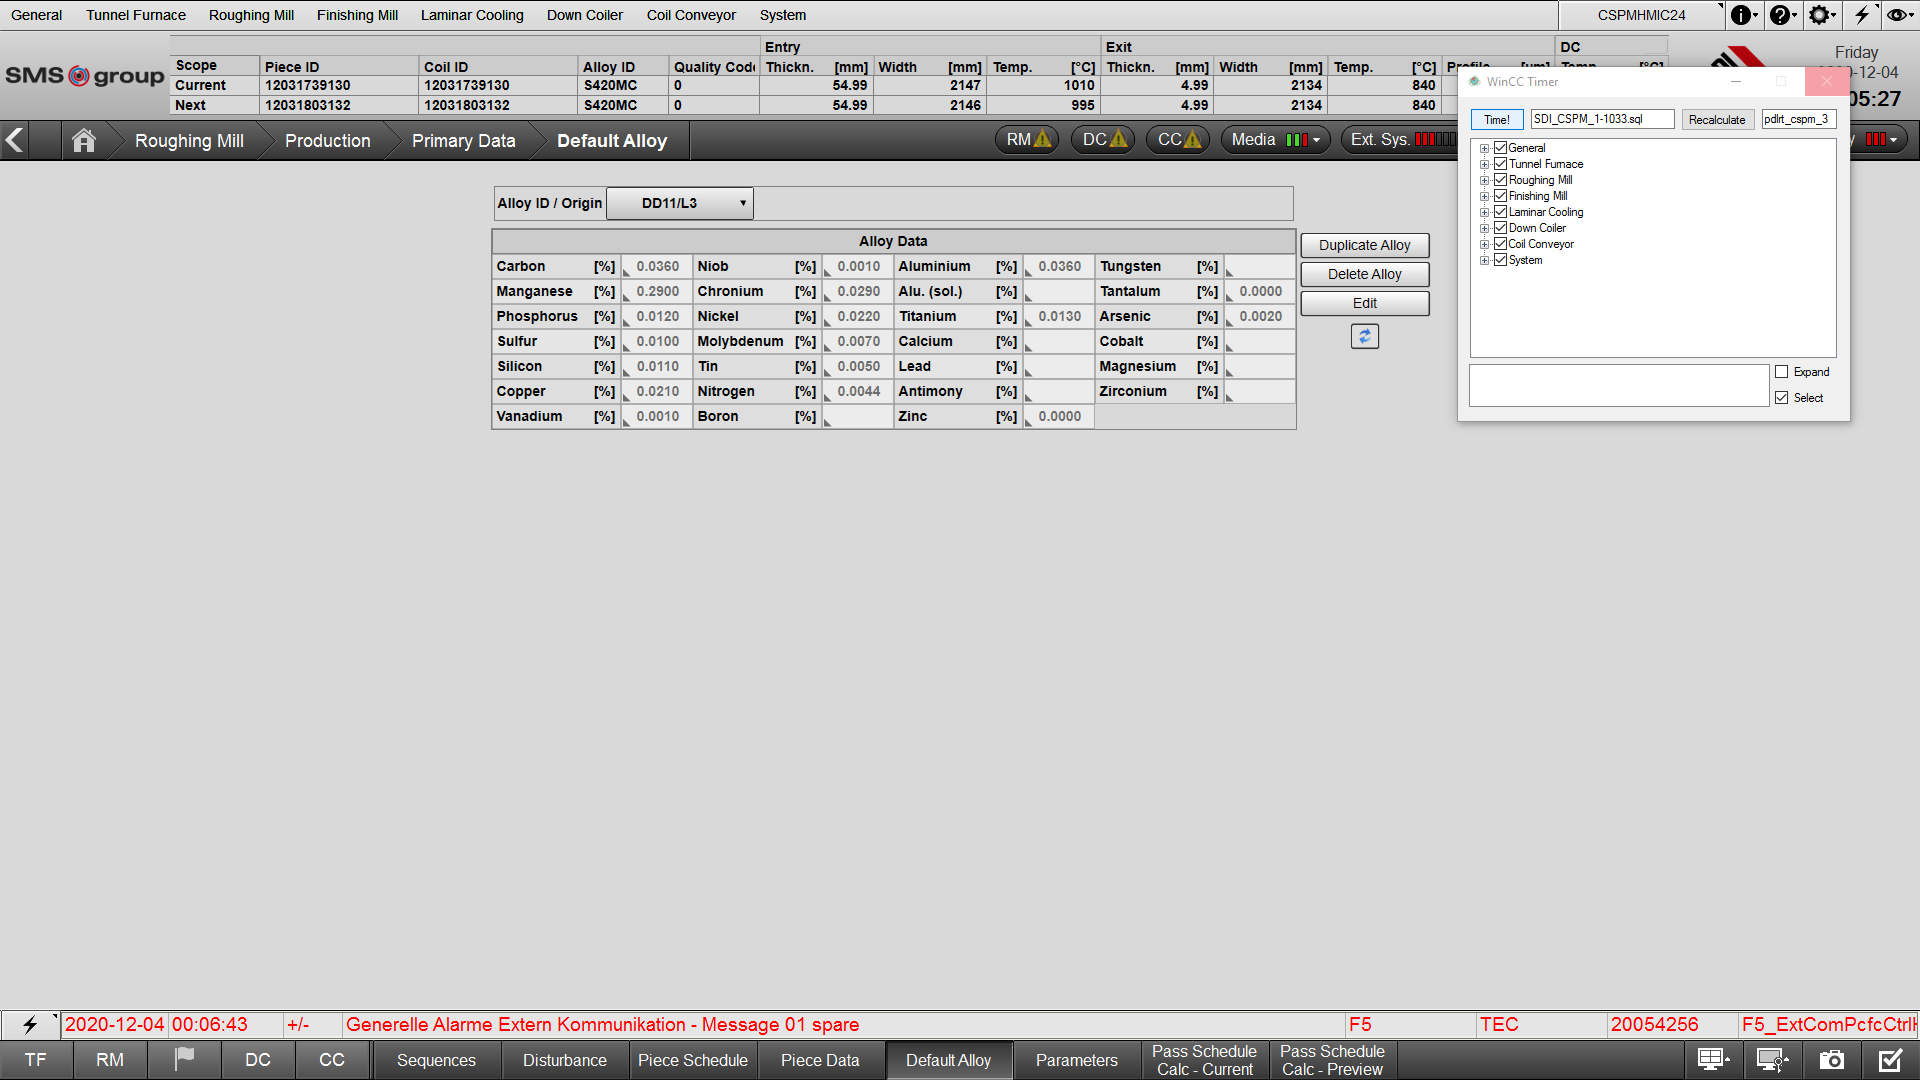 General Tunnel Furnace Roughing Mill Finishing Mill Laminar Cooling Down Coiler Coil Conveyor System CSPMHMIC24
Entry Exit DC
Scope Piece ID Coil ID Alloy ID Quality Code Thickn. [mm] Width [mm] Temp. [°C] Thickn. [mm] Width [mm] Temp. [°C]
Current 12031739130 12031739130 S420MC 0 54.99 2147 1010 4.99 2134 840
Next 12031803132 12031803132 S420MC 0 54.99 2146 995 4.99 2134 840
SMS group
Friday
-12-04
05:27
Roughing Mill Production Primary Data Default Alloy RM DC CC Media Ext. Sys.
WinCC Timer
Time! SDI_CSPM_1-1033.sql Recalculate pdlrt_cspm_3
General
Tunnel Furnace
Roughing Mill
Finishing Mill
Laminar Cooling
Down Coiler
Coil Conveyor
System
Expand
Select
Alloy ID / Origin DD11/L3
Alloy Data
Carbon [%] 0.0360 Niob [%] 0.0010 Aluminium [%] 0.0360 Tungsten [%]
Manganese [%] 0.2900 Chronium [%] 0.0290 Alu. (sol.) [%] Tantalum [%] 0.0000
Phosphorus [%] 0.0120 Nickel [%] 0.0220 Titanium [%] 0.0130 Arsenic [%] 0.0020
Sulfur [%] 0.0100 Molybdenum [%] 0.0070 Calcium [%] Cobalt [%]
Silicon [%] 0.0110 Tin [%] 0.0050 Lead [%] Magnesium [%]
Copper [%] 0.0210 Nitrogen [%] 0.0044 Antimony [%] Zirconium [%]
Vanadium [%] 0.0010 Boron [%] Zinc [%] 0.0000
Duplicate Alloy
Delete Alloy
Edit
2020-12-04 00:06:43 +/- Generelle Alarme Extern Kommunikation - Message 01 spare F5 TEC 20054256 F5_ExtComPcfcCtrl
TF RM DC CC Sequences Disturbance Piece Schedule Piece Data Default Alloy Parameters
Pass Schedule Calc - Current
Pass Schedule Calc - Preview